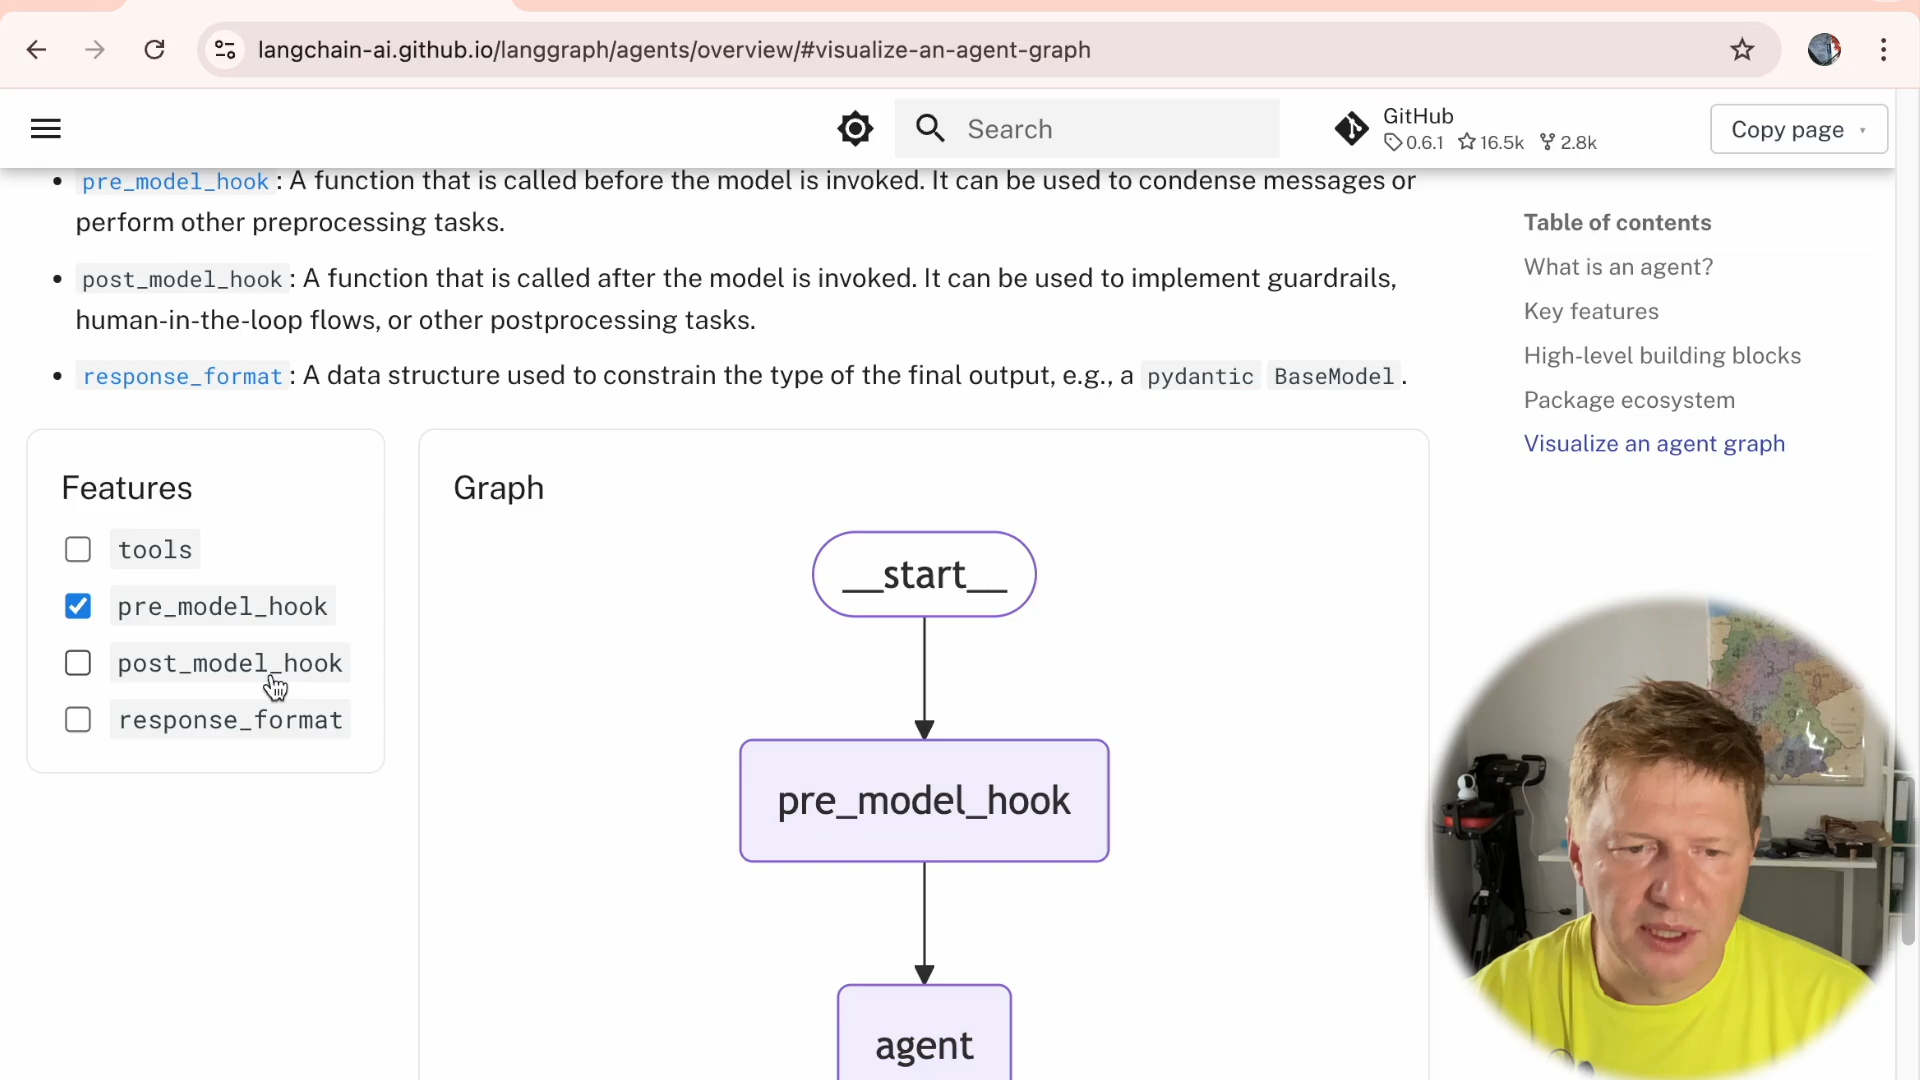 langchain-ai.github.io/langgraph/agents/overview/#visualize-an-agent-graph
Search
GitHub
0.6.1 16.5k 2.8k
Copy page
• pre_model_hook : A function that is called before the model is invoked. It can be used to condense messages or
perform other preprocessing tasks.
• post_model_hook : A function that is called after the model is invoked. It can be used to implement guardrails,
human-in-the-loop flows, or other postprocessing tasks.
• response_format : A data structure used to constrain the type of the final output, e.g., a pydantic BaseModel .
Table of contents
What is an agent?
Key features
High-level building blocks
Package ecosystem
Visualize an agent graph
Features
tools
pre_model_hook
post_model_hook
response_format
Graph
__start__
pre_model_hook
agent